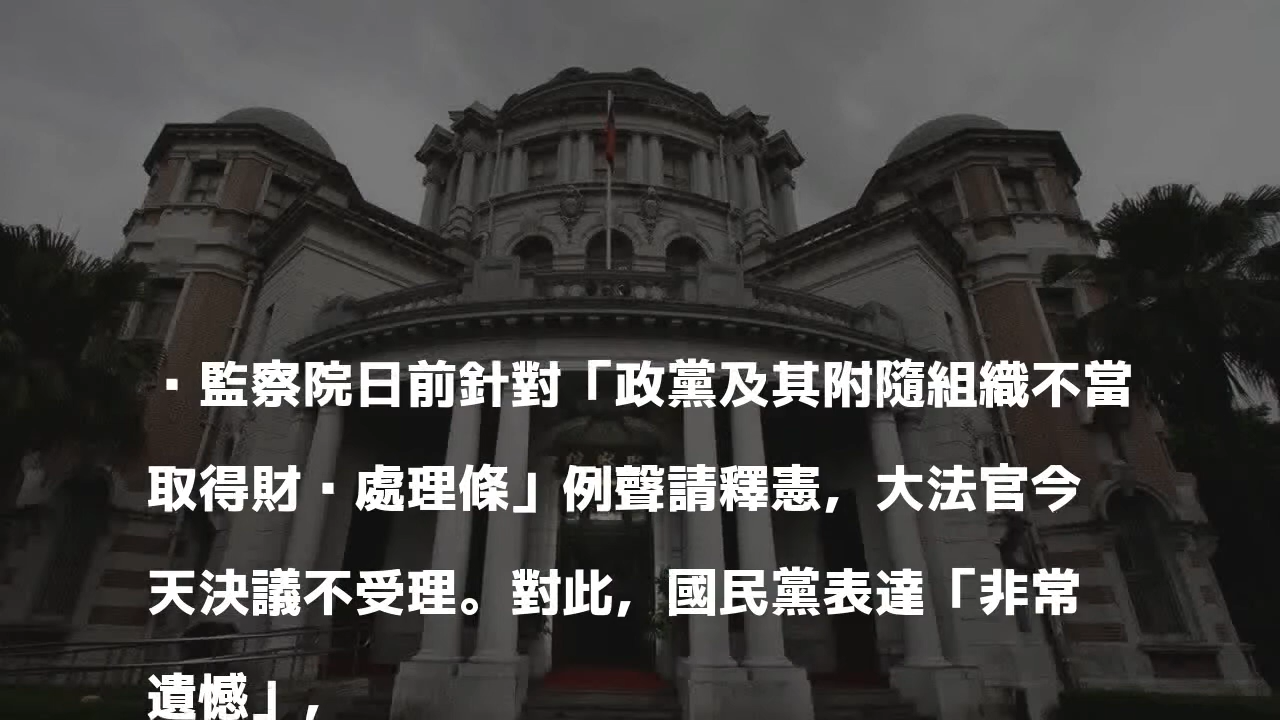 ·監察院日前針對「政黨及其附隨組織不當
取得財·處理條」例聲請釋憲，大法官今
天決議不受理。對此，國民黨表達「非常
遺憾」，